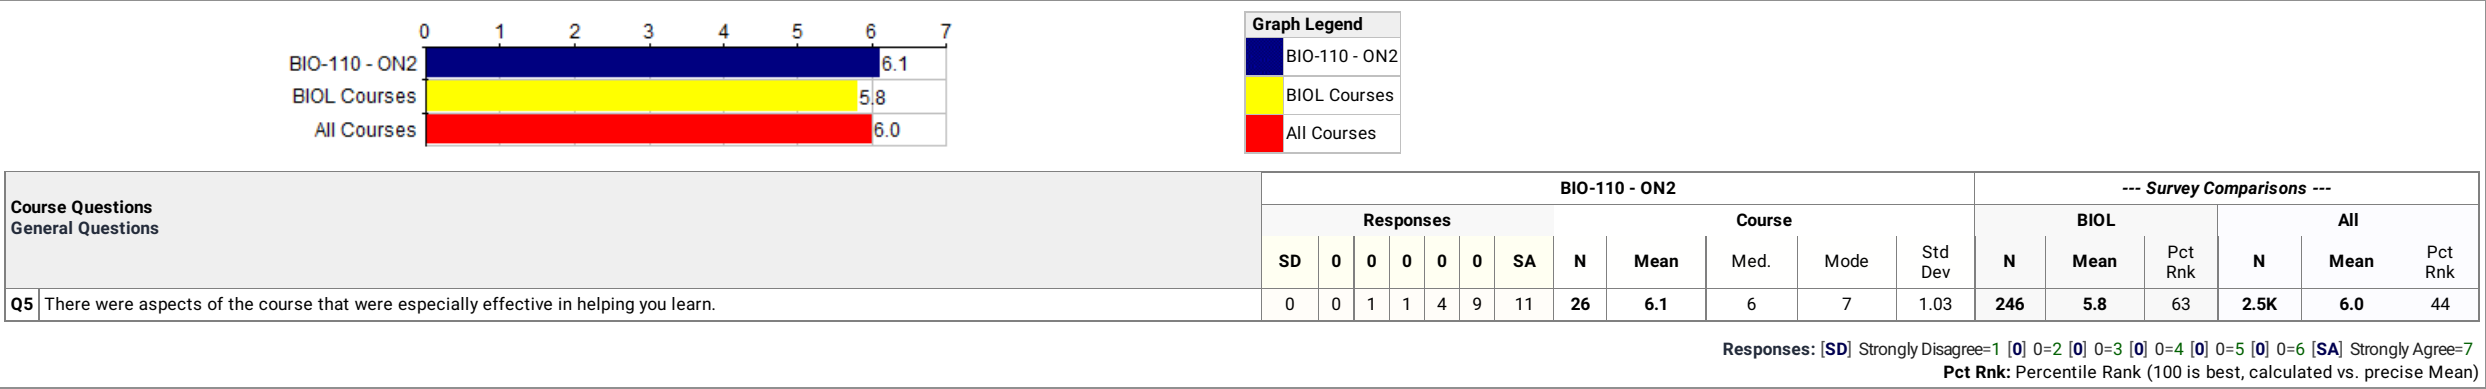 0 1 2 3 4 5 6 7
BIO-110 - ON2 6.1
BIOL Courses 5.8
All Courses 6.0
Graph Legend
BIO-110 - ON2
BIOL Courses
All Courses
Course Questions
General Questions
BIO-110 - ON2 --- Survey Comparisons ---
Responses Course BIOL All
SD 0 0 0 0 0 SA N Mean Med. Mode Std Dev N Mean Pct Rnk N Mean Pct Rnk
Q5 There were aspects of the course that were especially effective in helping you learn. 0 0 1 1 4 9 11 26 6.1 6 7 1.03 246 5.8 63 2.5K 6.0 44
Responses: [SD] Strongly Disagree=1 [0] 0=2 [0] 0=3 [0] 0=4 [0] 0=5 [0] 0=6 [SA] Strongly Agree=7
Pct Rnk: Percentile Rank (100 is best, calculated vs. precise Mean)